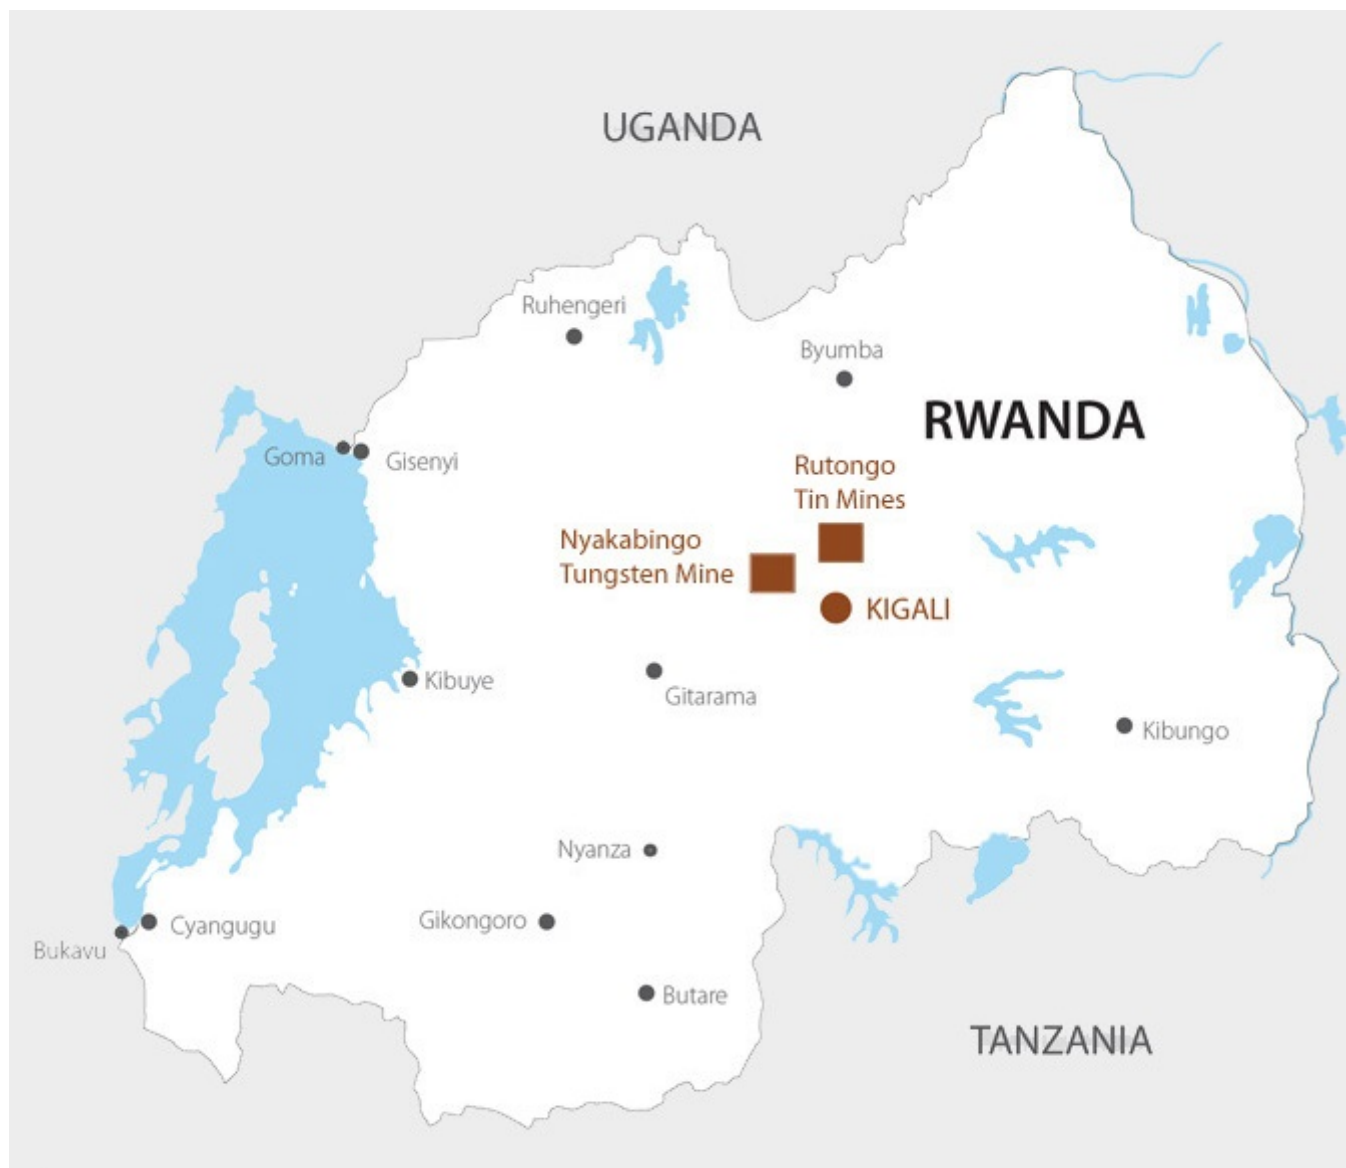 UGANDA
Ruhengeri
Byumba
RWANDA
Goma
Gisenyi
Rutongo
Tin Mines
Nyakabingo
Tungsten Mine
KIGALI
Kibuye
Gitarama
Kibungo
Nyanza
Cyangugu
Gikongoro
Bukavu
Butare
TANZANIA